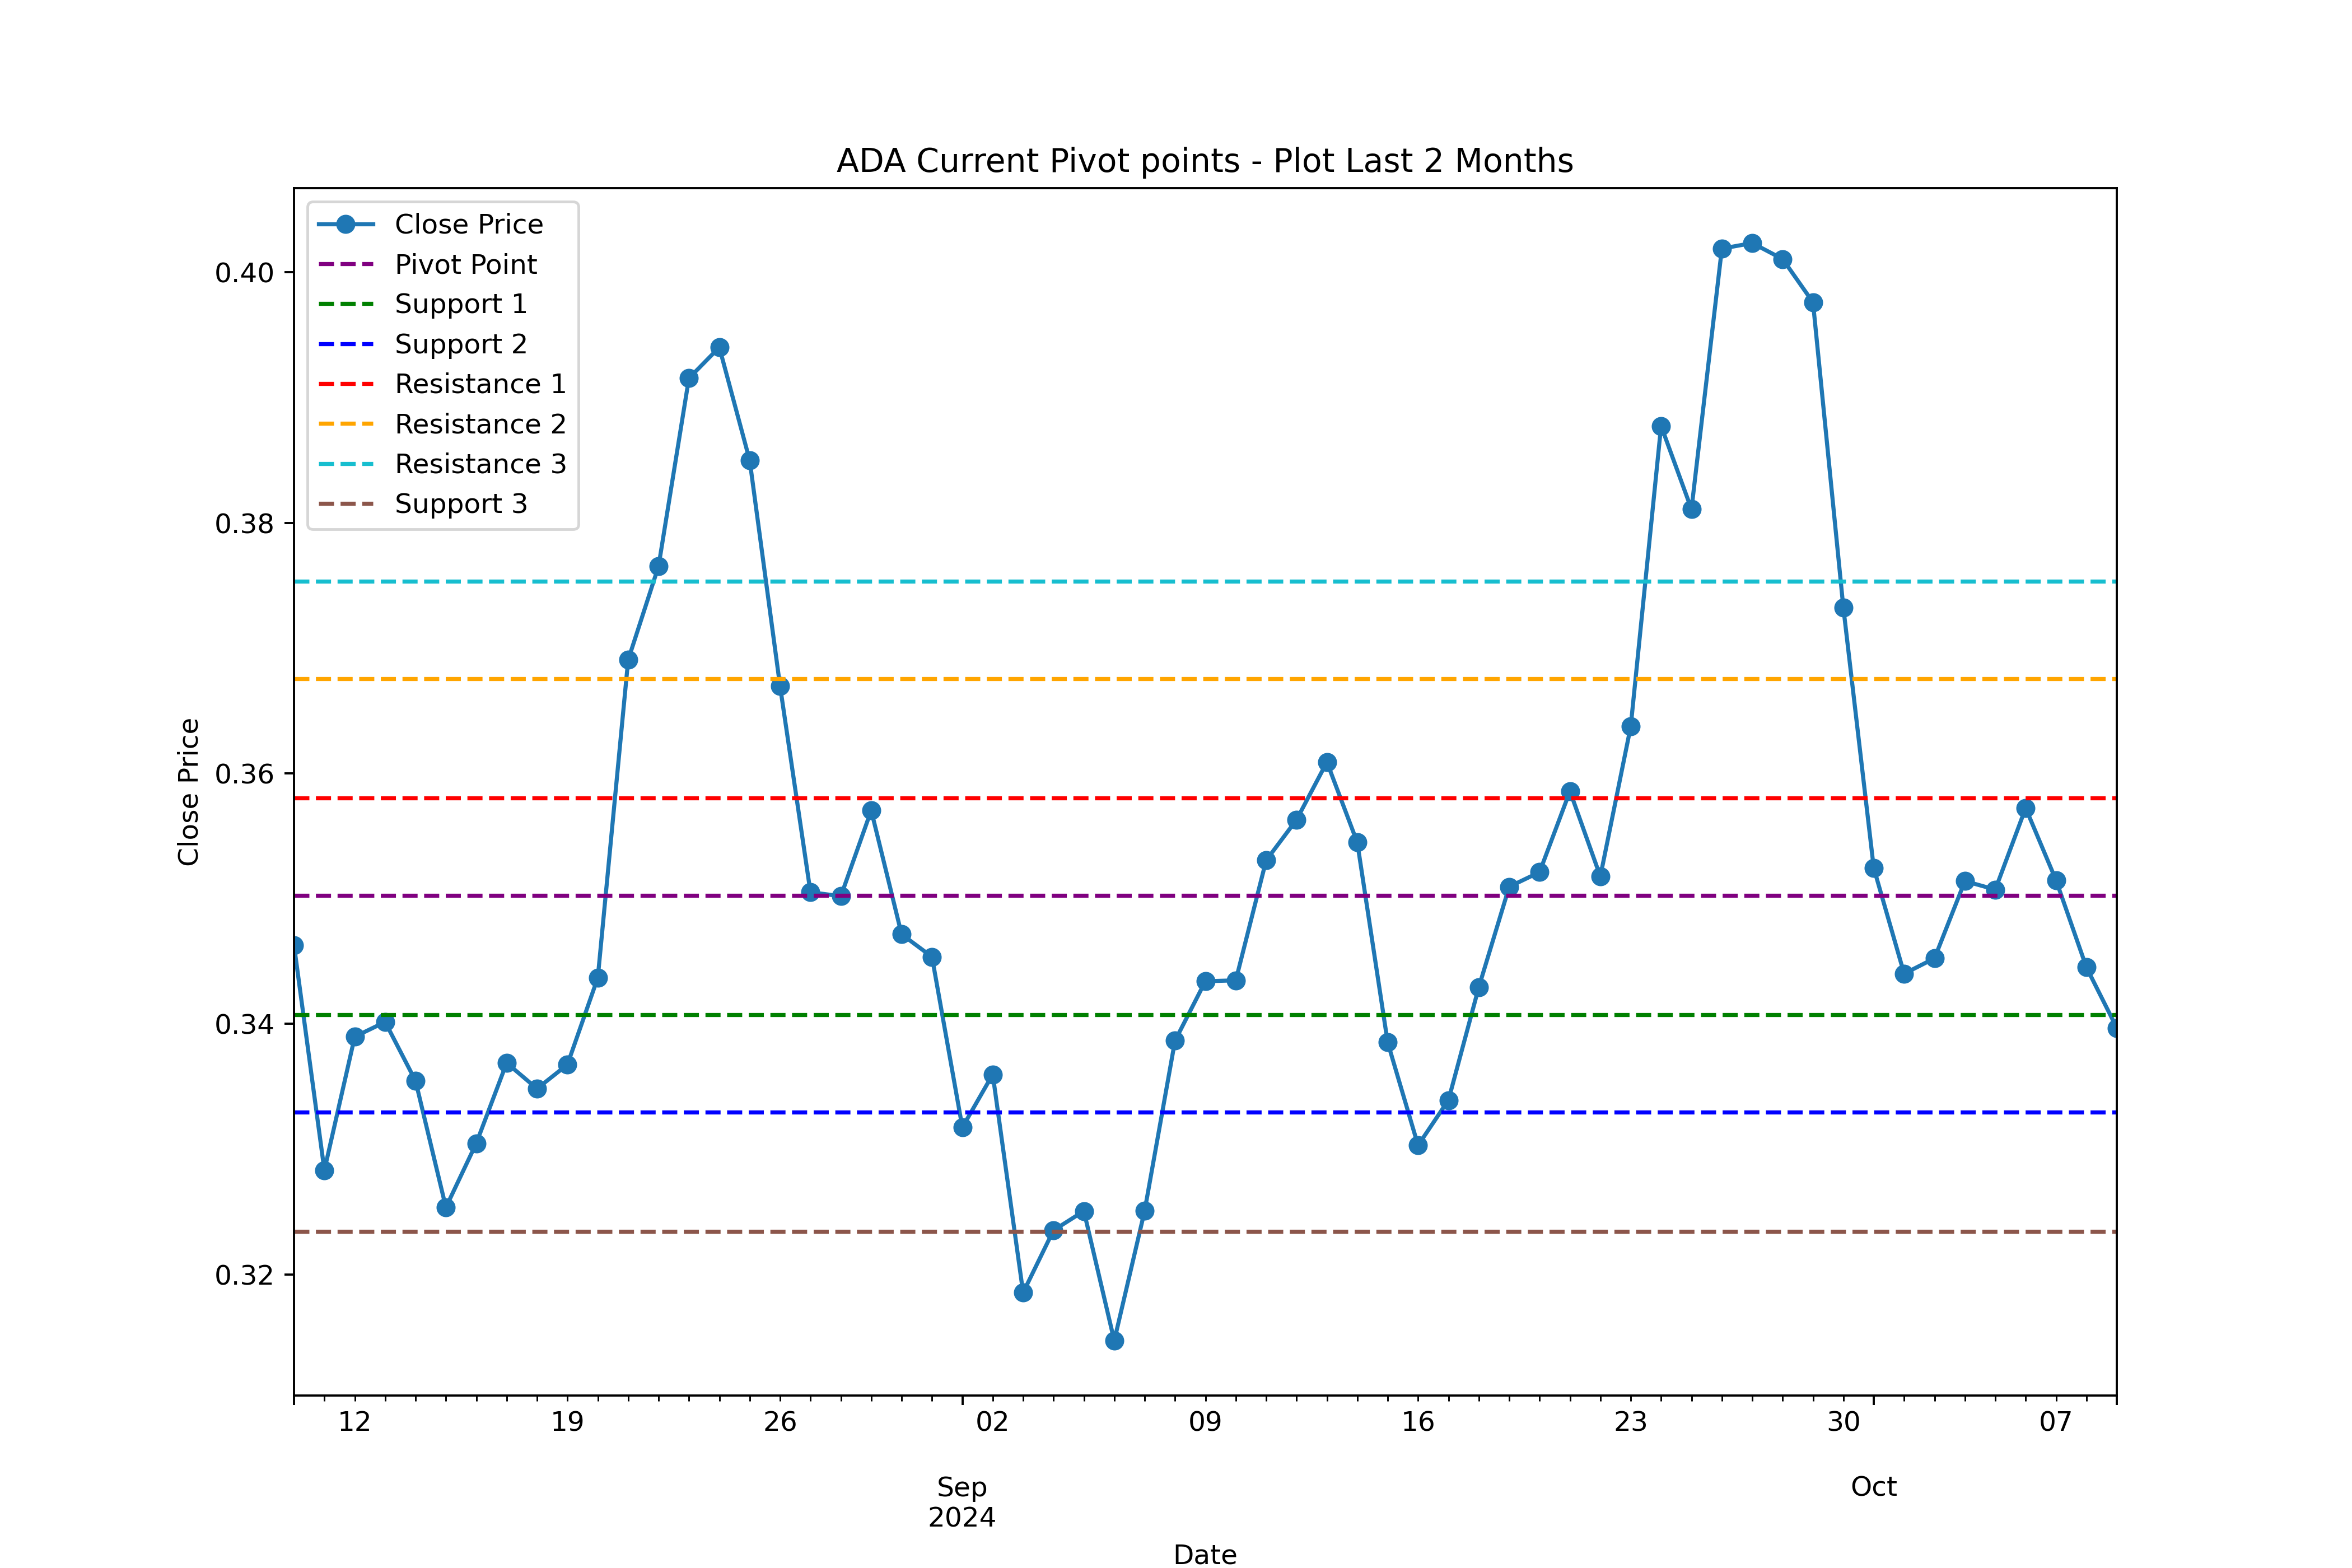 ADA Current Pivot points - Plot Last 2 Months
Close Price
Pivot Point
Support 1
Support 2
Resistance 1
Resistance 2
Resistance 3
Support 3
0.40
0.38
0.36
0.34
0.32
Close Price
12
19
26
02
09
16
23
30
07
Sep
2024
Oct
Date